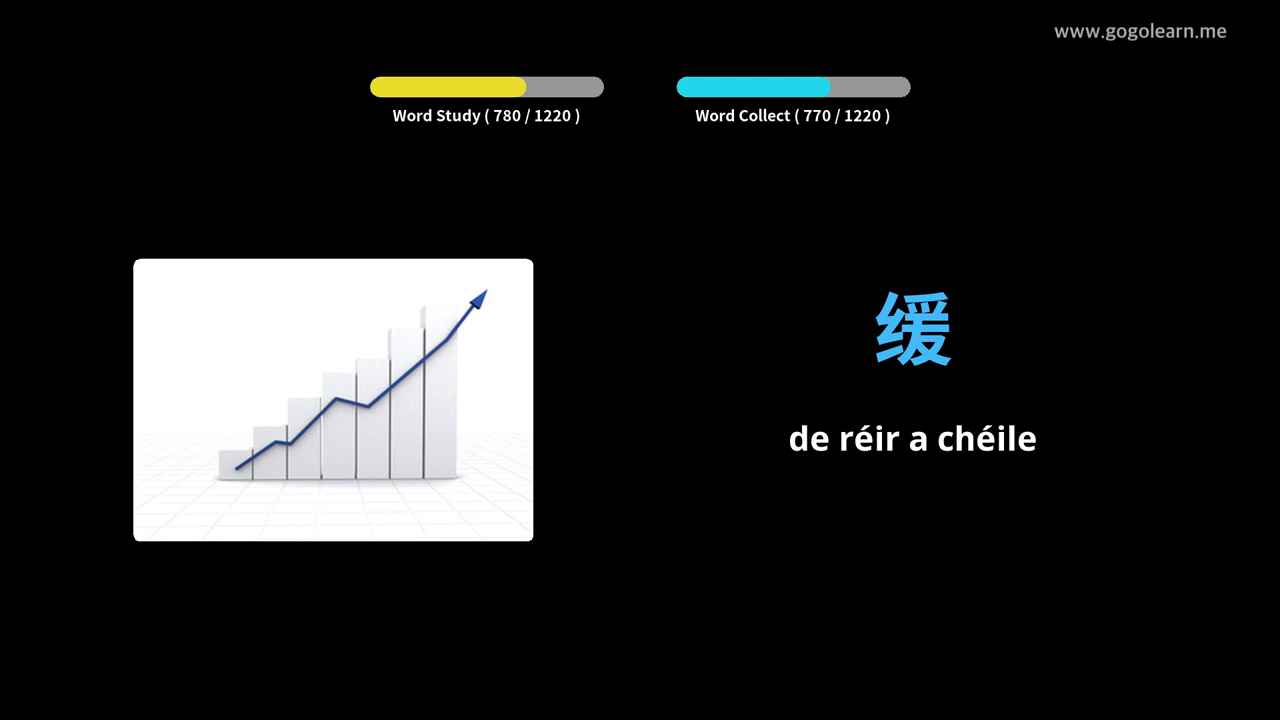 www.gogolearn.me
Word Study ( 780 / 1220 )
Word Collect ( 770 / 1220 )
缓
de réir a chéile